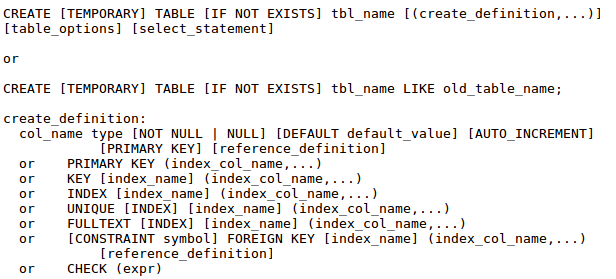 CREATE [TEMPORARY] TABLE [IF NOT EXISTS] tbl_name [(create_definition,...)]
[table_options] [select_statement]
or
CREATE [TEMPORARY] TABLE [IF NOT EXISTS] tbl_name LIKE old_table_name;
create_definition:
col_name type [NOT NULL | NULL] [DEFAULT default_value] [AUTO_INCREMENT]
[PRIMARY KEY] [reference_definition]
or PRIMARY KEY (index_col_name,...)
or KEY [index_name] (index_col_name,...)
or INDEX [index_name] (index_col_name,...)
or UNIQUE [INDEX] [index_name] (index_col_name,...)
or FULLTEXT [INDEX] [index_name] (index_col_name,...)
or [CONSTRAINT symbol] FOREIGN KEY [index_name] (index_col_name,...)
[reference_definition]
or CHECK (expr)